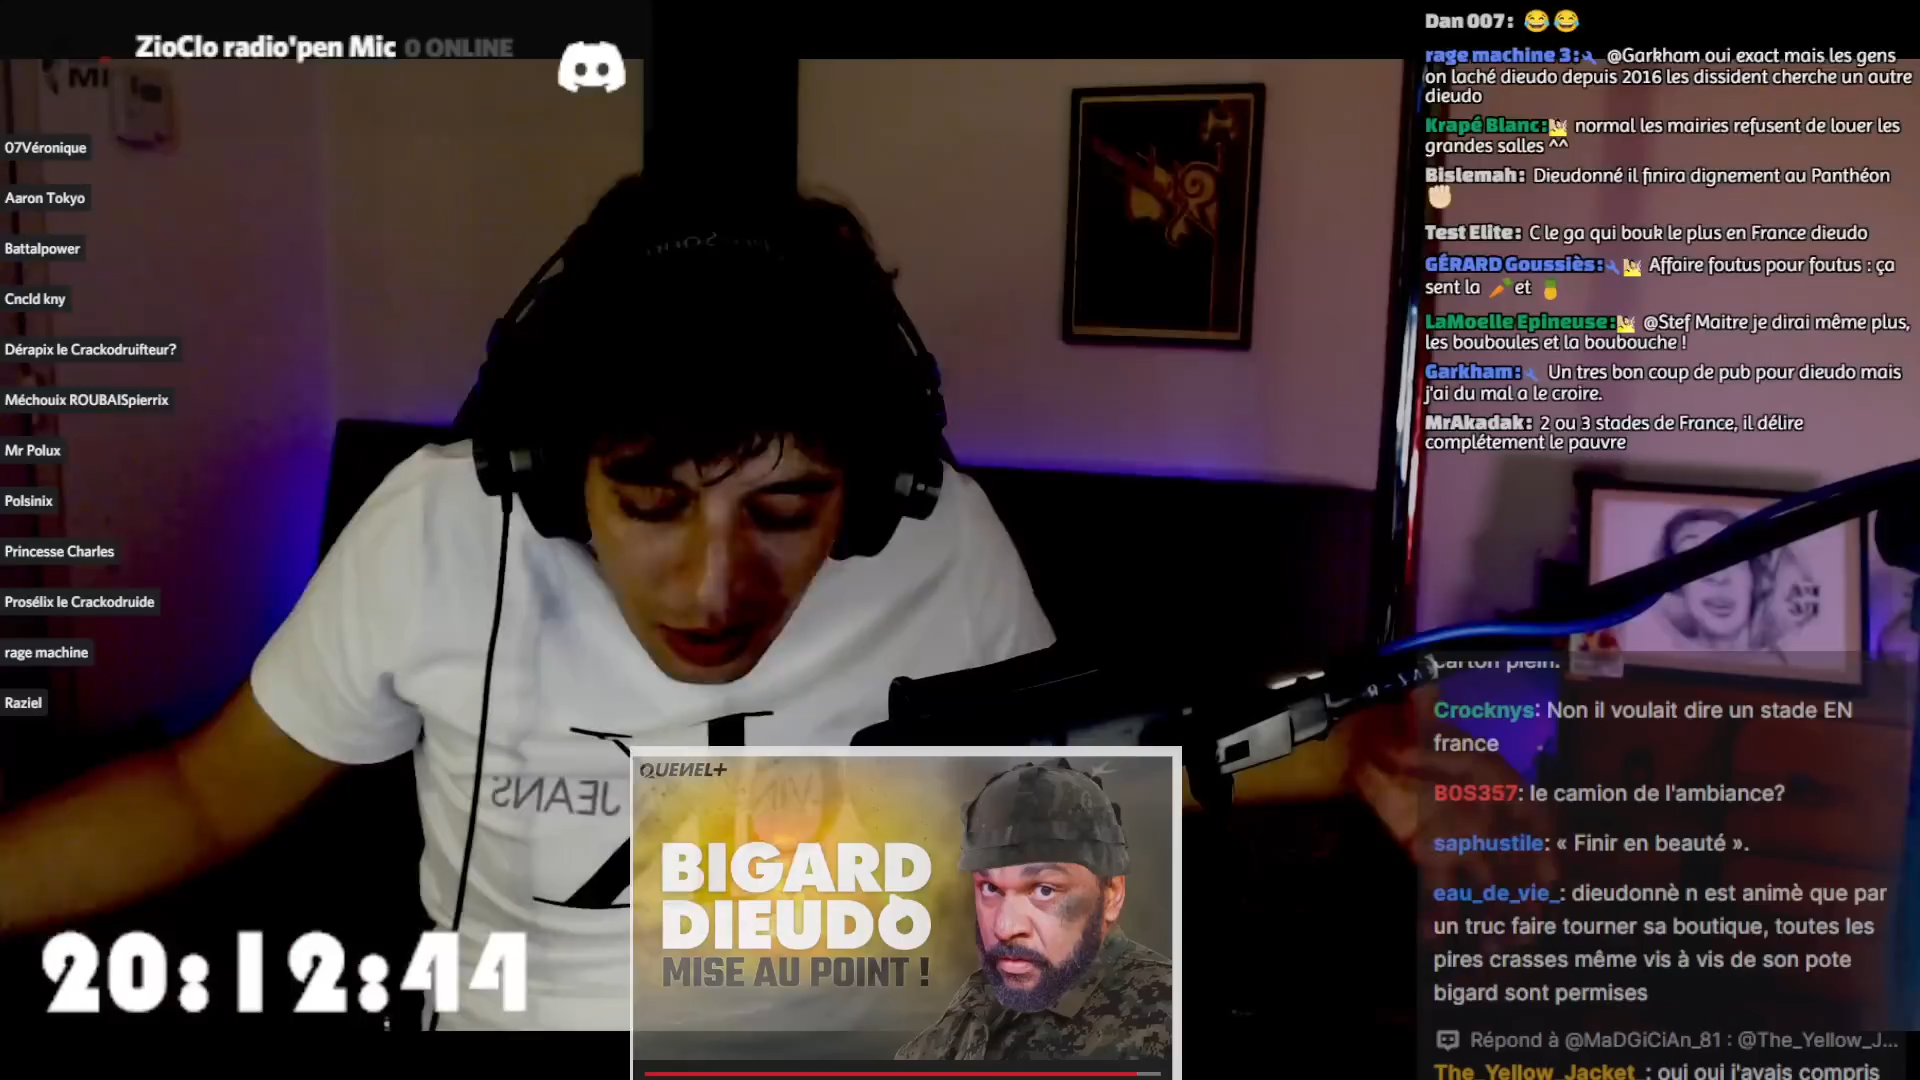 ZioClo radio'pen Mic 0 ONLINE
MI
07Véronique
Aaron Tokyo
Battalpower
Cncld kny
Dérapix le Crackodruifteur?
Méchouix ROUBAISpierrix
Mr Polux
Polsinix
Princesse Charles
Prosélix le Crackodruide
rage machine
Raziel
20:12:44
JEANS
QUENEL+
BIGARD
DIEUDO
MISE AU POINT !
Dan 007: 😂😂
rage machine 3: @Garkham oui exact mais les gens
on laché dieudo depuis 2016 les dissident cherche un autre
dieudo
Krapé Blanc: normal les mairies refusent de louer les
grandes salles ^^
Bislemah: Dieudonné il finira dignement au Panthéon
✊🏻
Test Elite: C le ga qui bouk le plus en France dieudo
GÉRARD Goussiès: Affaire foutus pour foutus : ça
sent la 🥕 et 🍍
LaMoelle Epineuse: @Stef Maitre je dirai même plus,
les bouboules et la boubouche !
Garkham: Un tres bon coup de pub pour dieudo mais
j'ai du mal a le croire.
MrAkadak: 2 ou 3 stades de France, il délire
complétement le pauvre
carton plein.
Crocknys: Non il voulait dire un stade EN
france
BOS357: le camion de l'ambiance?
saphustile: « Finir en beauté ».
eau_de_vie_: dieudonnè n est animè que par
un truc faire tourner sa boutique, toutes les
pires crasses même vis à vis de son pote
bigard sont permises
Répond à @MaDGiCiAn_81 : @The_Yellow_J...
The_Yellow_Jacket_: oui oui j'avais compris